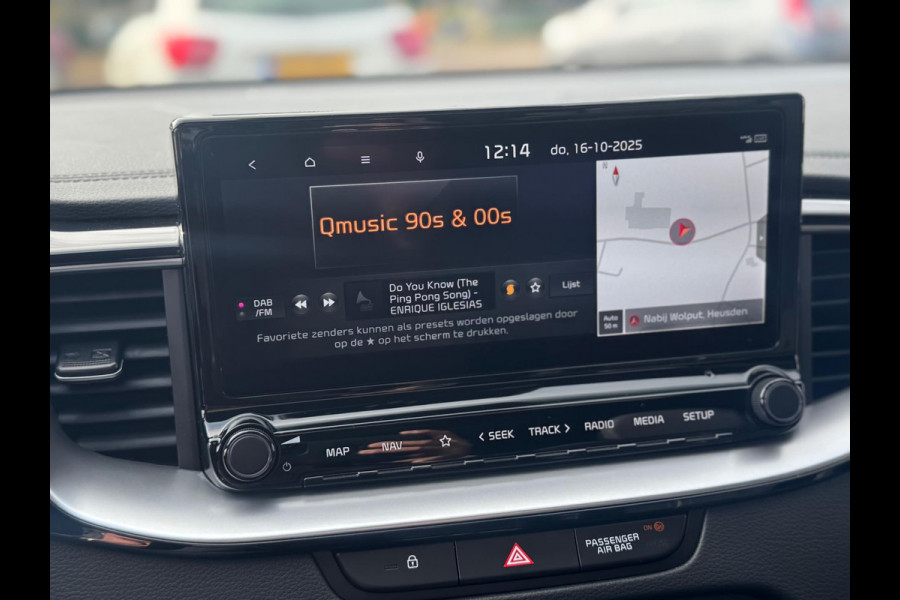 12:14 do, 16-10-2025
Qmusic 90s & 00s
DAB
/FM
Do You Know (The
Ping Pong Song) -
ENRIQUE IGLESIAS
Lijst
Favoriete zenders kunnen als presets worden opgeslagen door
op de ★ op het scherm te drukken.
Auto
50 m
Nabij Wolput, Heusden
MAP
NAV
< SEEK
TRACK >
RADIO
MEDIA
SETUP
PASSENGER
AIR BAG
ON